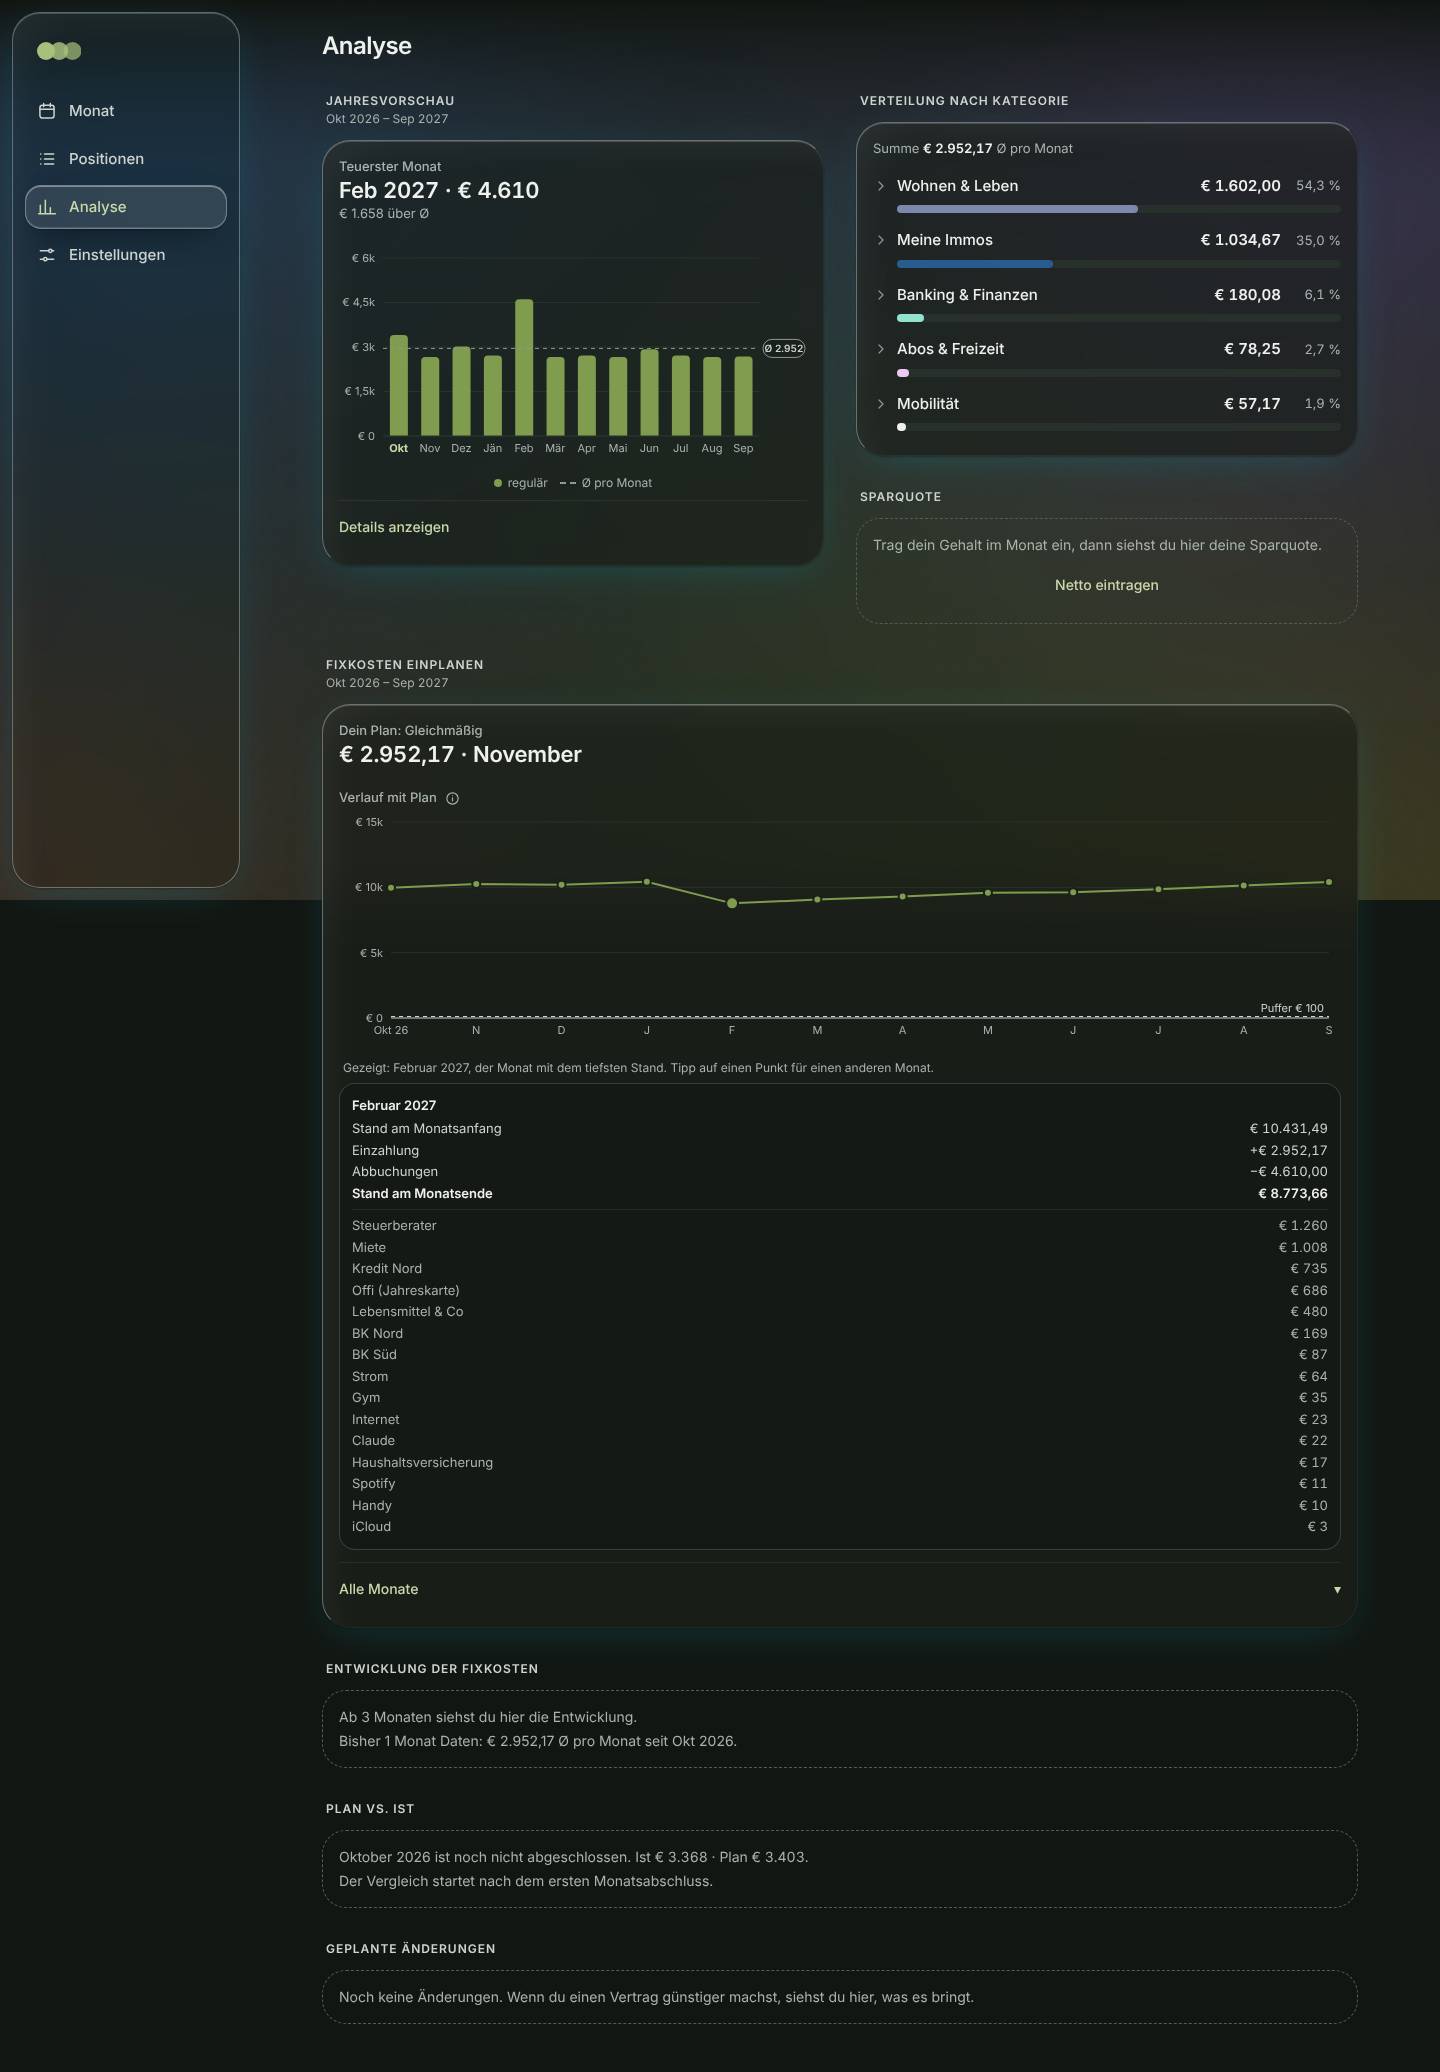 Monat
Positionen
Analyse
Einstellungen
Analyse
JAHRESVORSCHAU
Okt 2026 – Sep 2027
Teuerster Monat
Feb 2027 · € 4.610
€ 1.658 über Ø
€ 6k
€ 4,5k
€ 3k
€ 1,5k
€ 0
Ø 2.952
Okt Nov Dez Jän Feb Mär Apr Mai Jun Jul Aug Sep
regulär Ø pro Monat
Details anzeigen
VERTEILUNG NACH KATEGORIE
Summe € 2.952,17 Ø pro Monat
Wohnen & Leben € 1.602,00 54,3 %
Meine Immos € 1.034,67 35,0 %
Banking & Finanzen € 180,08 6,1 %
Abos & Freizeit € 78,25 2,7 %
Mobilität € 57,17 1,9 %
SPARQUOTE
Trag dein Gehalt im Monat ein, dann siehst du hier deine Sparquote.
Netto eintragen
FIXKOSTEN EINPLANEN
Okt 2026 – Sep 2027
Dein Plan: Gleichmäßig
€ 2.952,17 · November
Verlauf mit Plan
€ 15k
€ 10k
€ 5k
€ 0
Puffer € 100
Okt 26 N D J F M A M J J A S
Gezeigt: Februar 2027, der Monat mit dem tiefsten Stand. Tipp auf einen Punkt für einen anderen Monat.
Februar 2027
Stand am Monatsanfang € 10.431,49
Einzahlung +€ 2.952,17
Abbuchungen −€ 4.610,00
Stand am Monatsende € 8.773,66
Steuerberater € 1.260
Miete € 1.008
Kredit Nord € 735
Offi (Jahreskarte) € 686
Lebensmittel & Co € 480
BK Nord € 169
BK Süd € 87
Strom € 64
Gym € 35
Internet € 23
Claude € 22
Haushaltsversicherung € 17
Spotify € 11
Handy € 10
iCloud € 3
Alle Monate ▾
ENTWICKLUNG DER FIXKOSTEN
Ab 3 Monaten siehst du hier die Entwicklung.
Bisher 1 Monat Daten: € 2.952,17 Ø pro Monat seit Okt 2026.
PLAN VS. IST
Oktober 2026 ist noch nicht abgeschlossen. Ist € 3.368 · Plan € 3.403.
Der Vergleich startet nach dem ersten Monatsabschluss.
GEPLANTE ÄNDERUNGEN
Noch keine Änderungen. Wenn du einen Vertrag günstiger machst, siehst du hier, was es bringt.